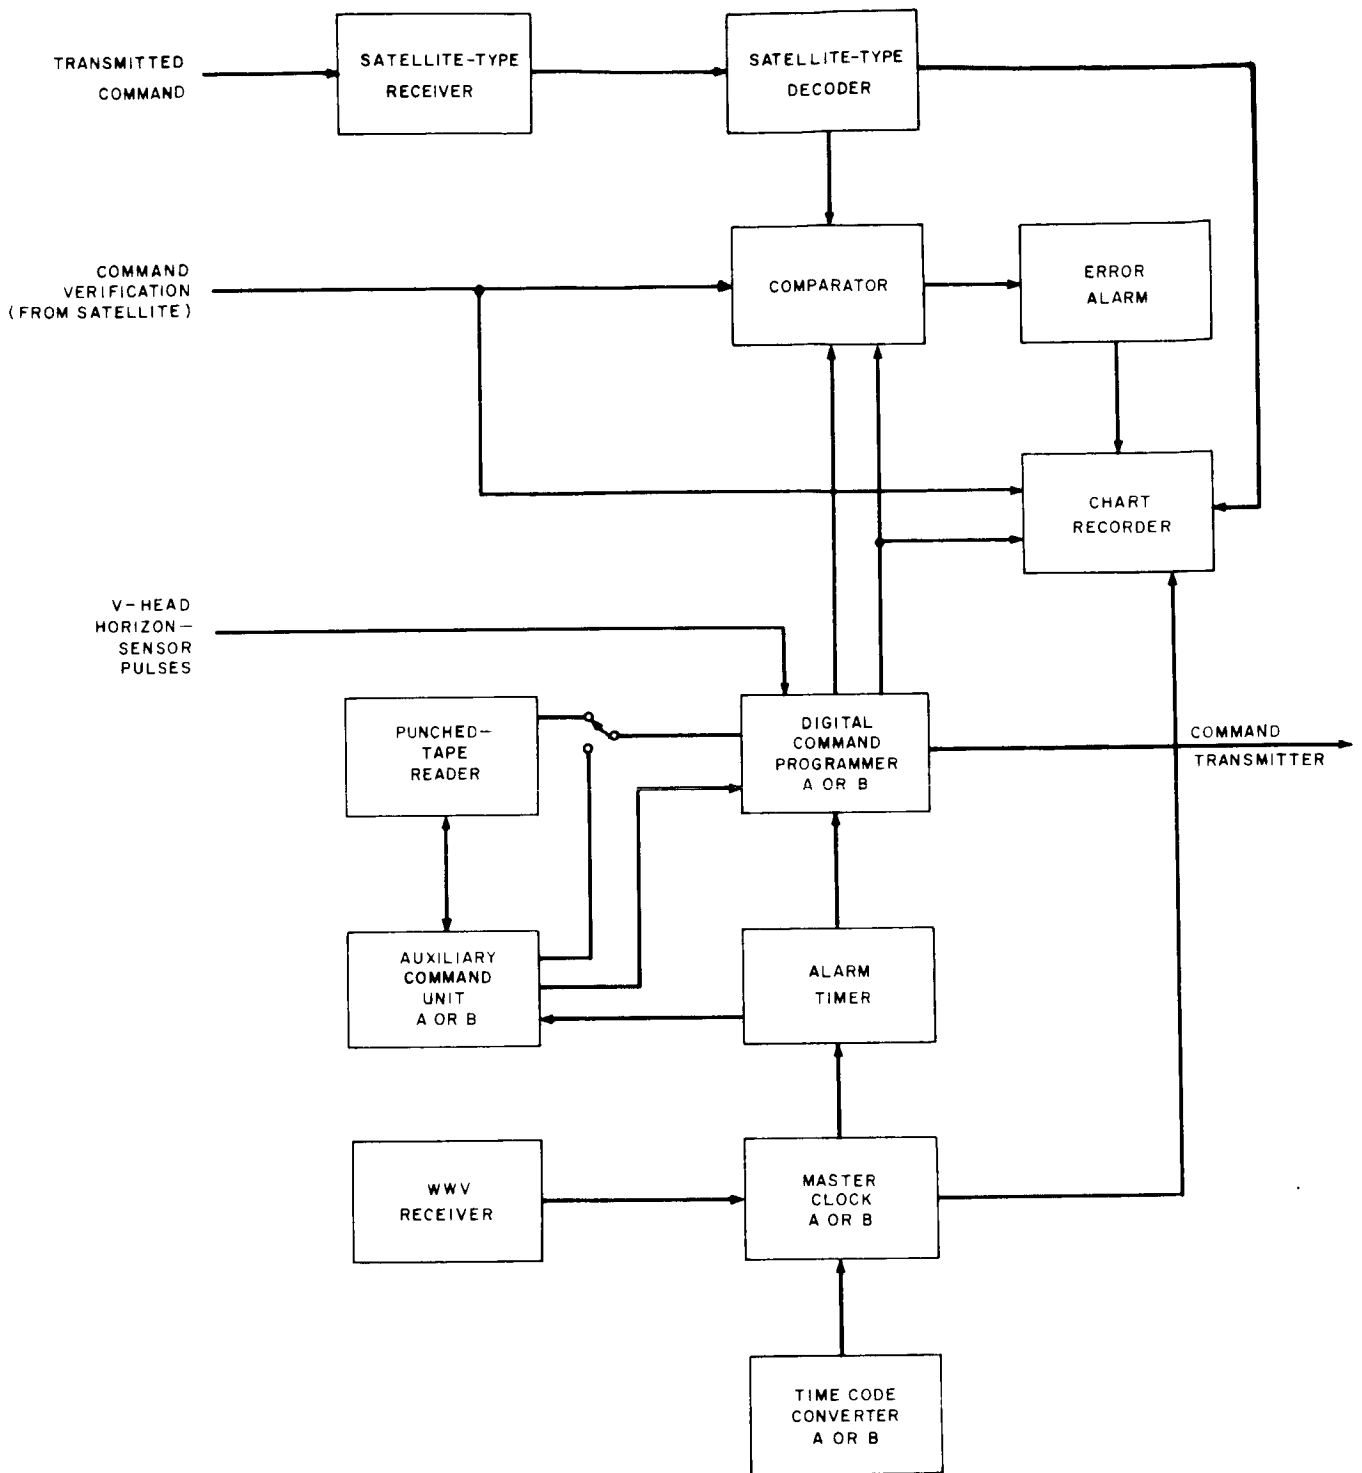 TRANSMITTED
COMMAND
SATELLITE-TYPE
RECEIVER
SATELLITE-TYPE
DECODER
COMMAND
VERIFICATION
(FROM SATELLITE)
COMPARATOR
ERROR
ALARM
CHART
RECORDER
V-HEAD
HORIZON-
SENSOR
PULSES
PUNCHED-
TAPE
READER
DIGITAL
COMMAND
PROGRAMMER
A OR B
COMMAND
TRANSMITTER
AUXILIARY
COMMAND
UNIT
A OR B
ALARM
TIMER
WWV
RECEIVER
MASTER
CLOCK
A OR B
TIME CODE
CONVERTER
A OR B